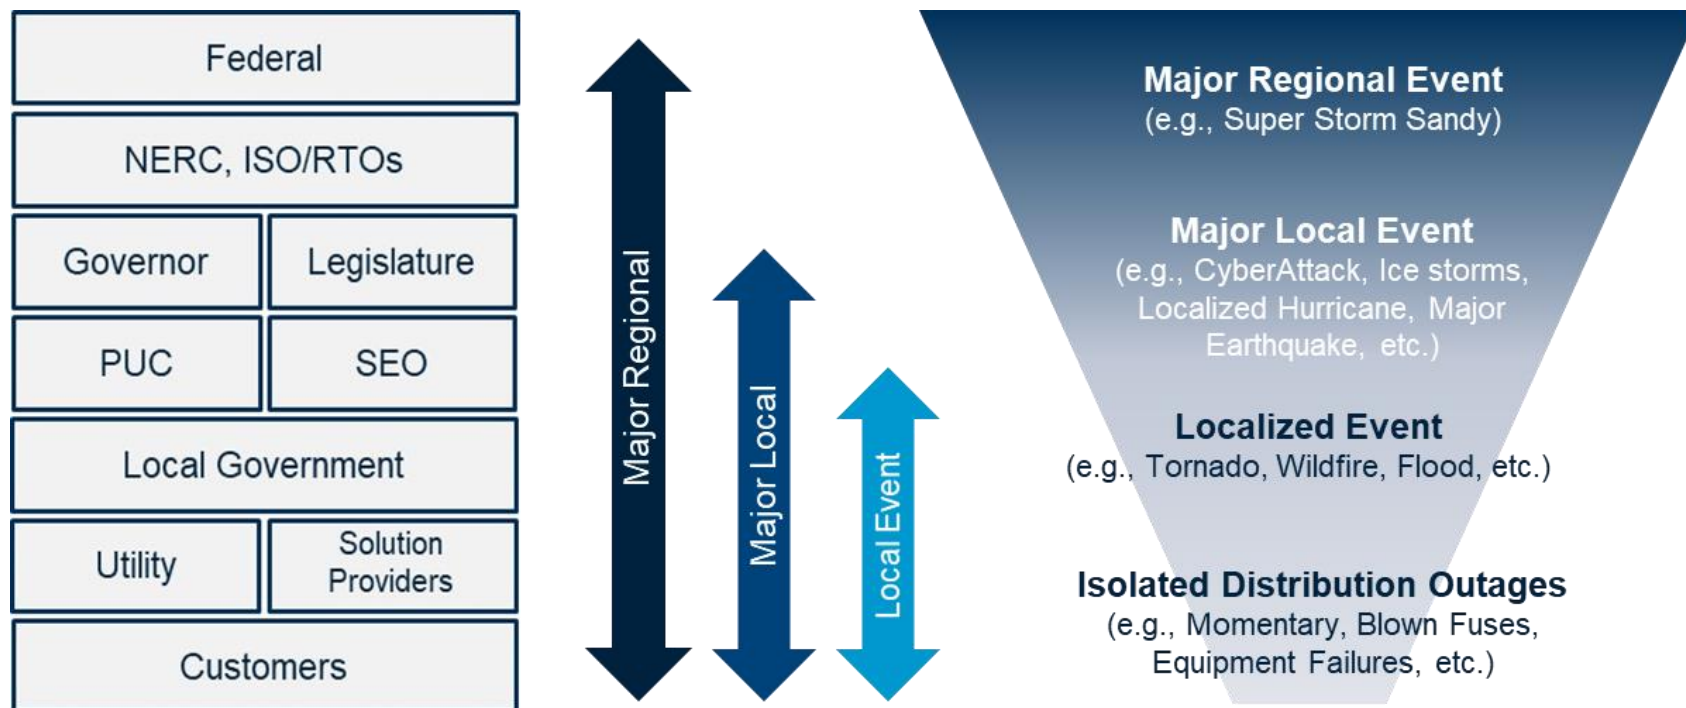 Federal
NERC, ISO/RTOs
Governor
Legislature
PUC
SEO
Local Government
Utility
Solution
Providers
Customers
Major Regional
Major Local
Local Event
Major Regional Event
(e.g., Super Storm Sandy)
Major Local Event
(e.g., CyberAttack, Ice storms,
Localized Hurricane, Major
Earthquake, etc.)
Localized Event
(e.g., Tornado, Wildfire, Flood, etc.)
Isolated Distribution Outages
(e.g., Momentary, Blown Fuses,
Equipment Failures, etc.)